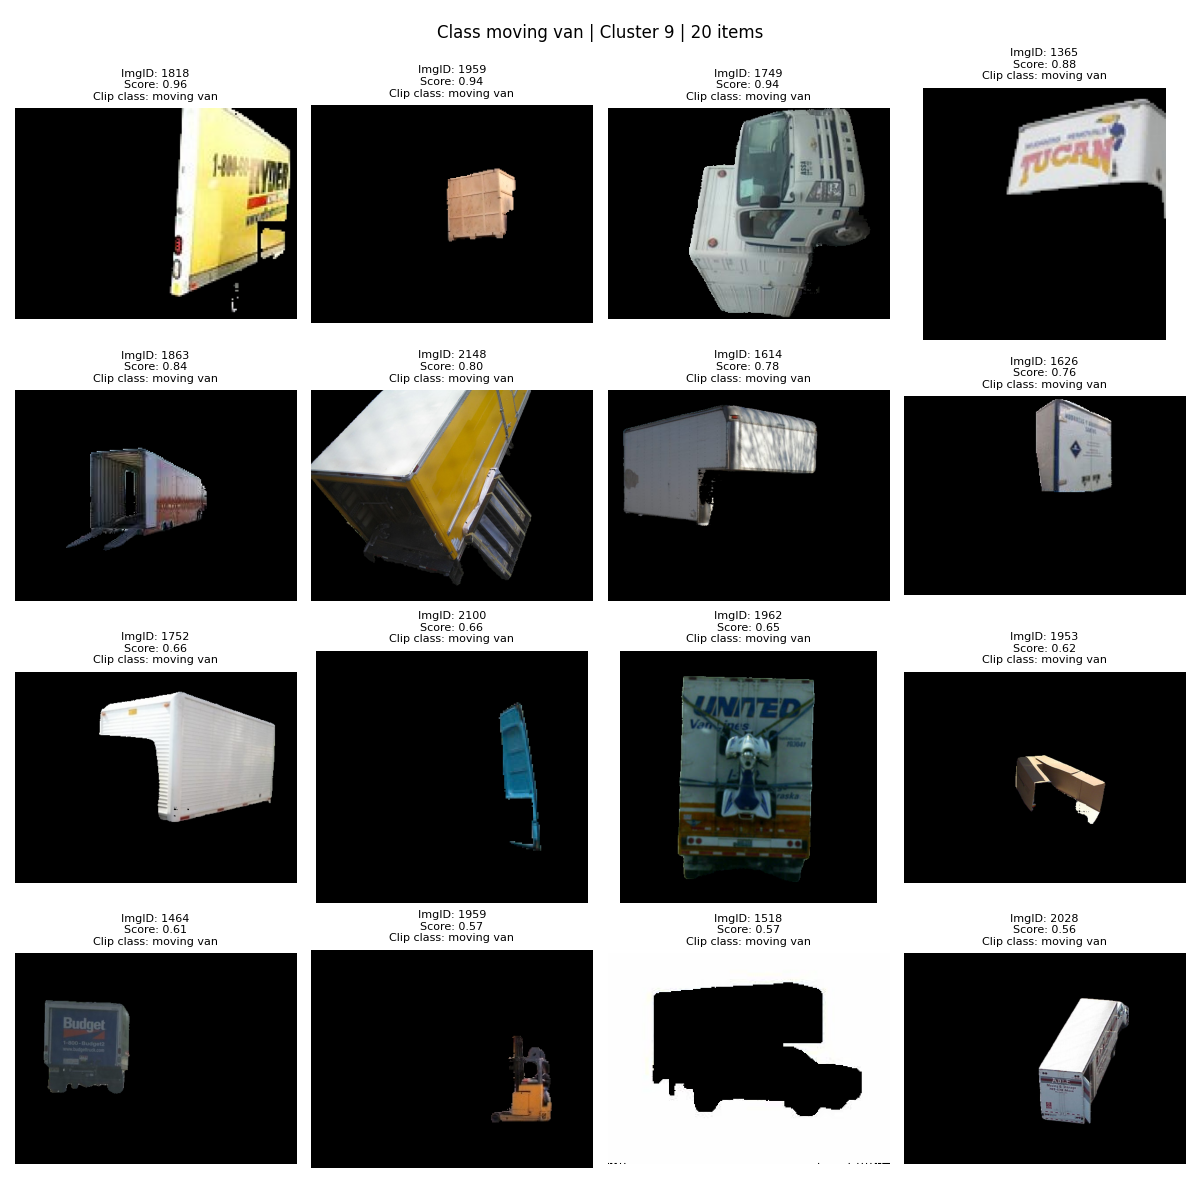 Class moving van | Cluster 9 | 20 items
ImgID: 1818
Score: 0.96
Clip class: moving van
ImgID: 1959
Score: 0.94
Clip class: moving van
ImgID: 1749
Score: 0.94
Clip class: moving van
ImgID: 1365
Score: 0.88
Clip class: moving van
RYDER
TUCAN
ImgID: 1863
Score: 0.84
Clip class: moving van
ImgID: 2148
Score: 0.80
Clip class: moving van
ImgID: 1614
Score: 0.78
Clip class: moving van
ImgID: 1626
Score: 0.76
Clip class: moving van
ImgID: 1752
Score: 0.66
Clip class: moving van
ImgID: 2100
Score: 0.66
Clip class: moving van
ImgID: 1962
Score: 0.65
Clip class: moving van
ImgID: 1953
Score: 0.62
Clip class: moving van
UNITED
Van Lines
ImgID: 1464
Score: 0.61
Clip class: moving van
ImgID: 1959
Score: 0.57
Clip class: moving van
ImgID: 1518
Score: 0.57
Clip class: moving van
ImgID: 2028
Score: 0.56
Clip class: moving van
Budget